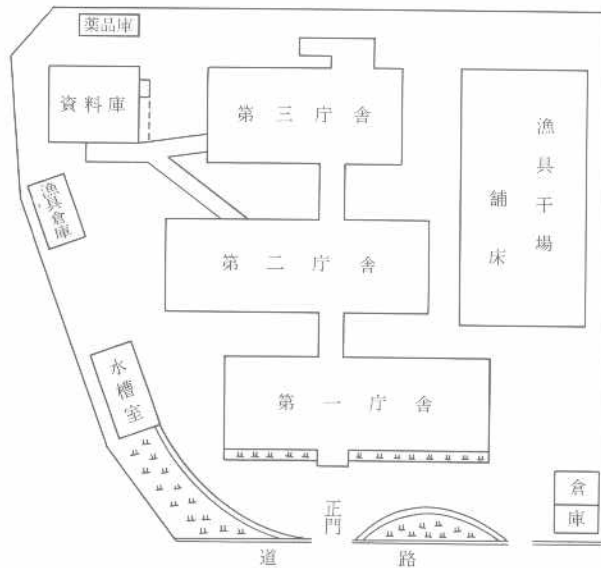 薬品庫
資料庫
第三庁舎
漁具干場
舗床
漁具倉庫
第二庁舎
水槽室
第一庁舎
倉庫
正門
道路